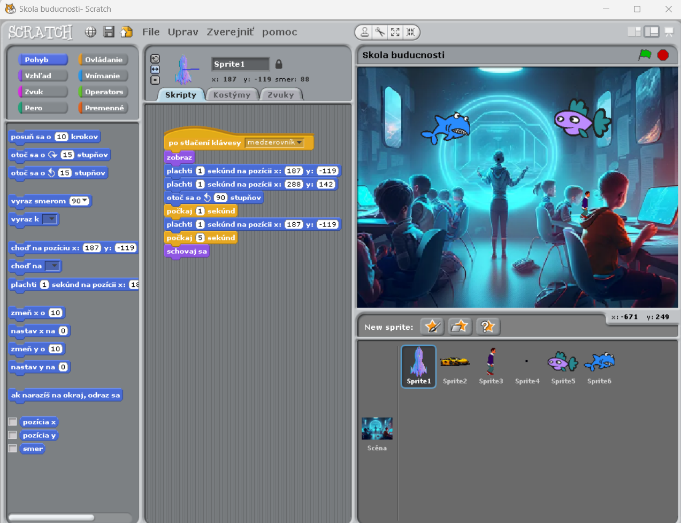 Skola buducnosti- Scratch
SCRATCH File Uprav Zverejniť pomoc
Pohyb Ovládanie
Vzhľad Vnímanie
Zvuk Operators
Pero Premenné
posuň sa o 10 krokov
otoč sa o 15 stupňov
otoč sa o 15 stupňov
vyraz smerom 90
vyraz k
choď na pozíciu x: 187 y: -119
choď na
plachti 1 sekúnd na pozícii x: 18
zmeň x o 10
nastav x na 0
zmeň y o 10
nastav y na 0
ak narazíš na okraj, odraz sa
pozícia x
pozícia y
smer
Sprite1
x: 187 y: -119 smer: 88
Skripty Kostýmy Zvuky
po stlačení klávesy medzerovník
zobraz
plachti 1 sekúnd na pozícii x: 187 y: -119
plachti 1 sekúnd na pozícii x: 288 y: 142
otoč sa o 90 stupňov
počkaj 1 sekúnd
plachti 1 sekúnd na pozícii x: 187 y: -119
počkaj 5 sekúnd
schovaj sa
Skola buducnosti
x: -671 y: 249
New sprite:
Sprite1 Sprite2 Sprite3 Sprite4 Sprite5 Sprite6
Scéna